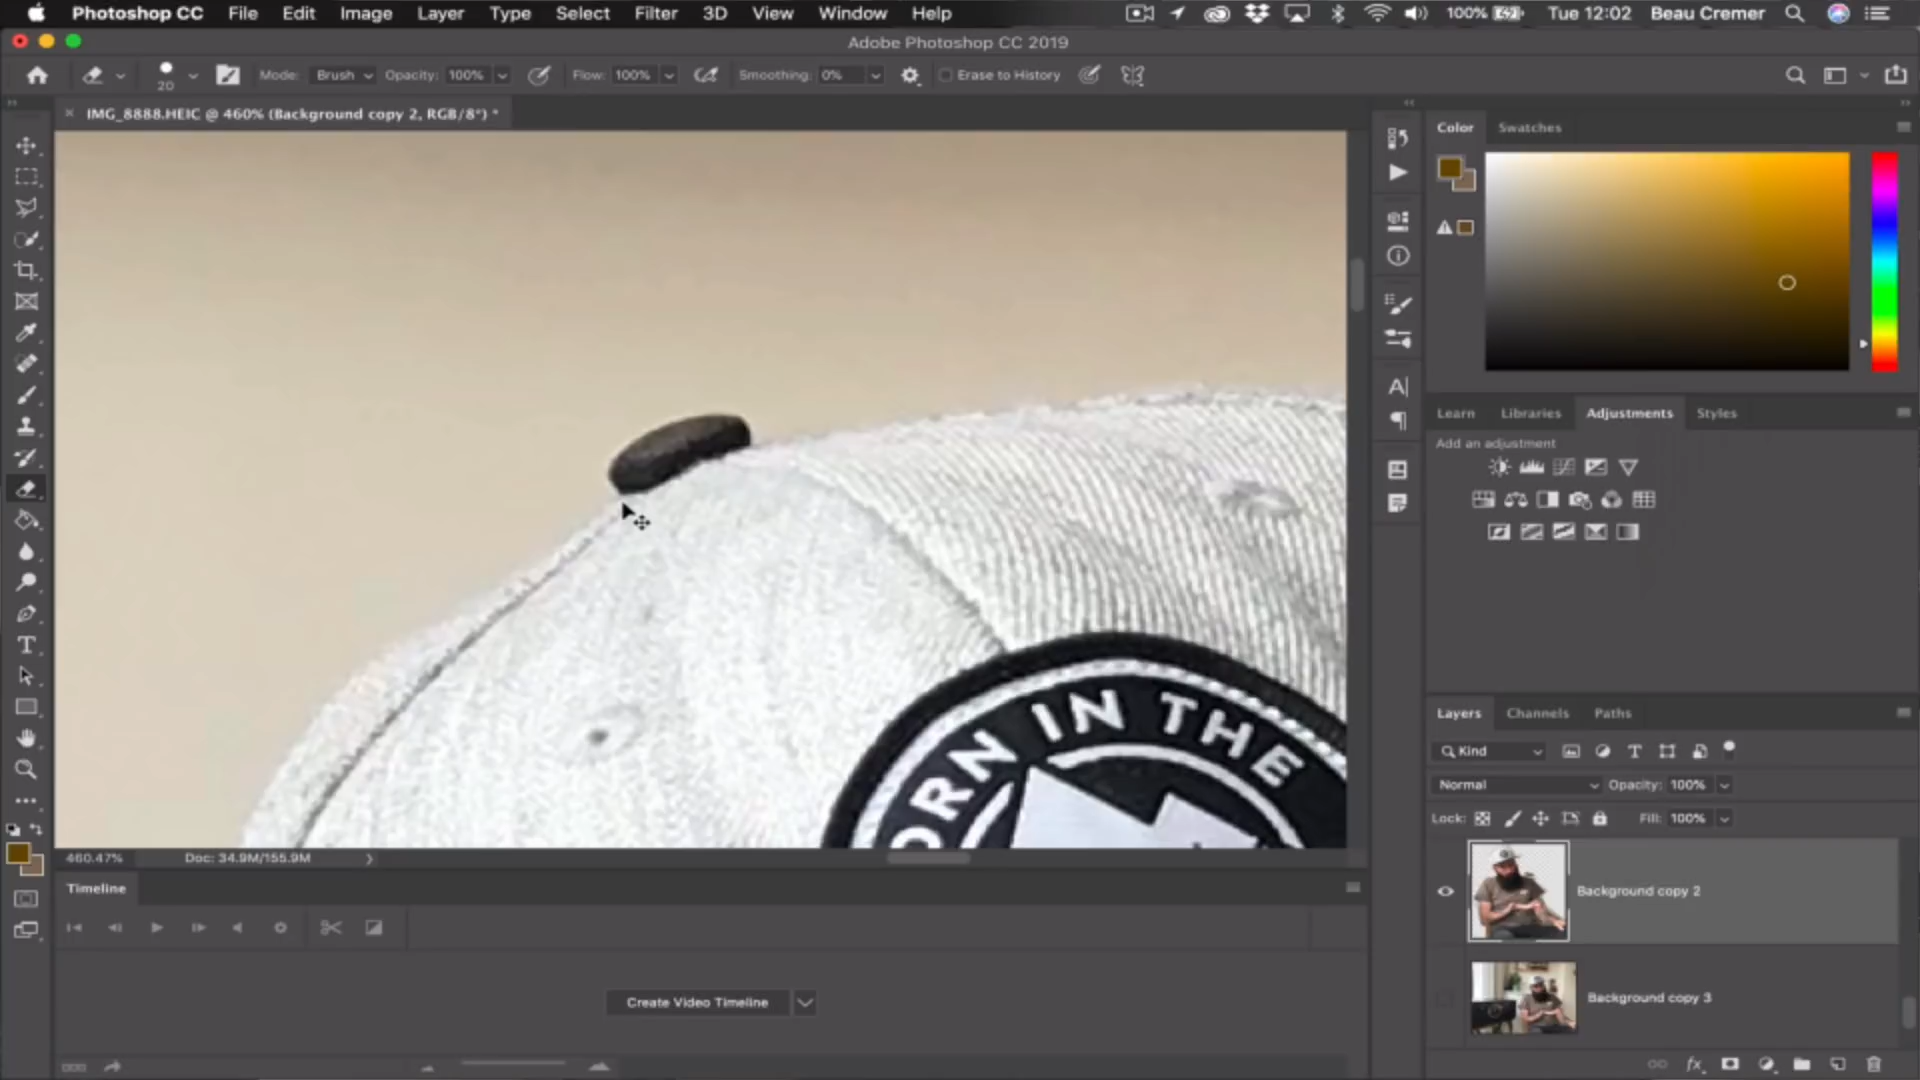 Photoshop CC File Edit Image Layer Type Select Filter 3D View Window Help 100% Tue 12:02 Beau Cremer
Adobe Photoshop CC 2019
20 Mode: Brush Opacity: 100% Flow: 100% Smoothing: 0% Erase to History
IMG_8888.HEIC @ 460% (Background copy 2, RGB/8*) *
Color Swatches
Learn Libraries Adjustments Styles
Add an adjustment
ORN IN THE
Layers Channels Paths
Kind
Normal Opacity: 100%
Lock: Fill: 100%
Background copy 2
Background copy 3
460.47% Doc: 34.9M/155.9M
Timeline
Create Video Timeline